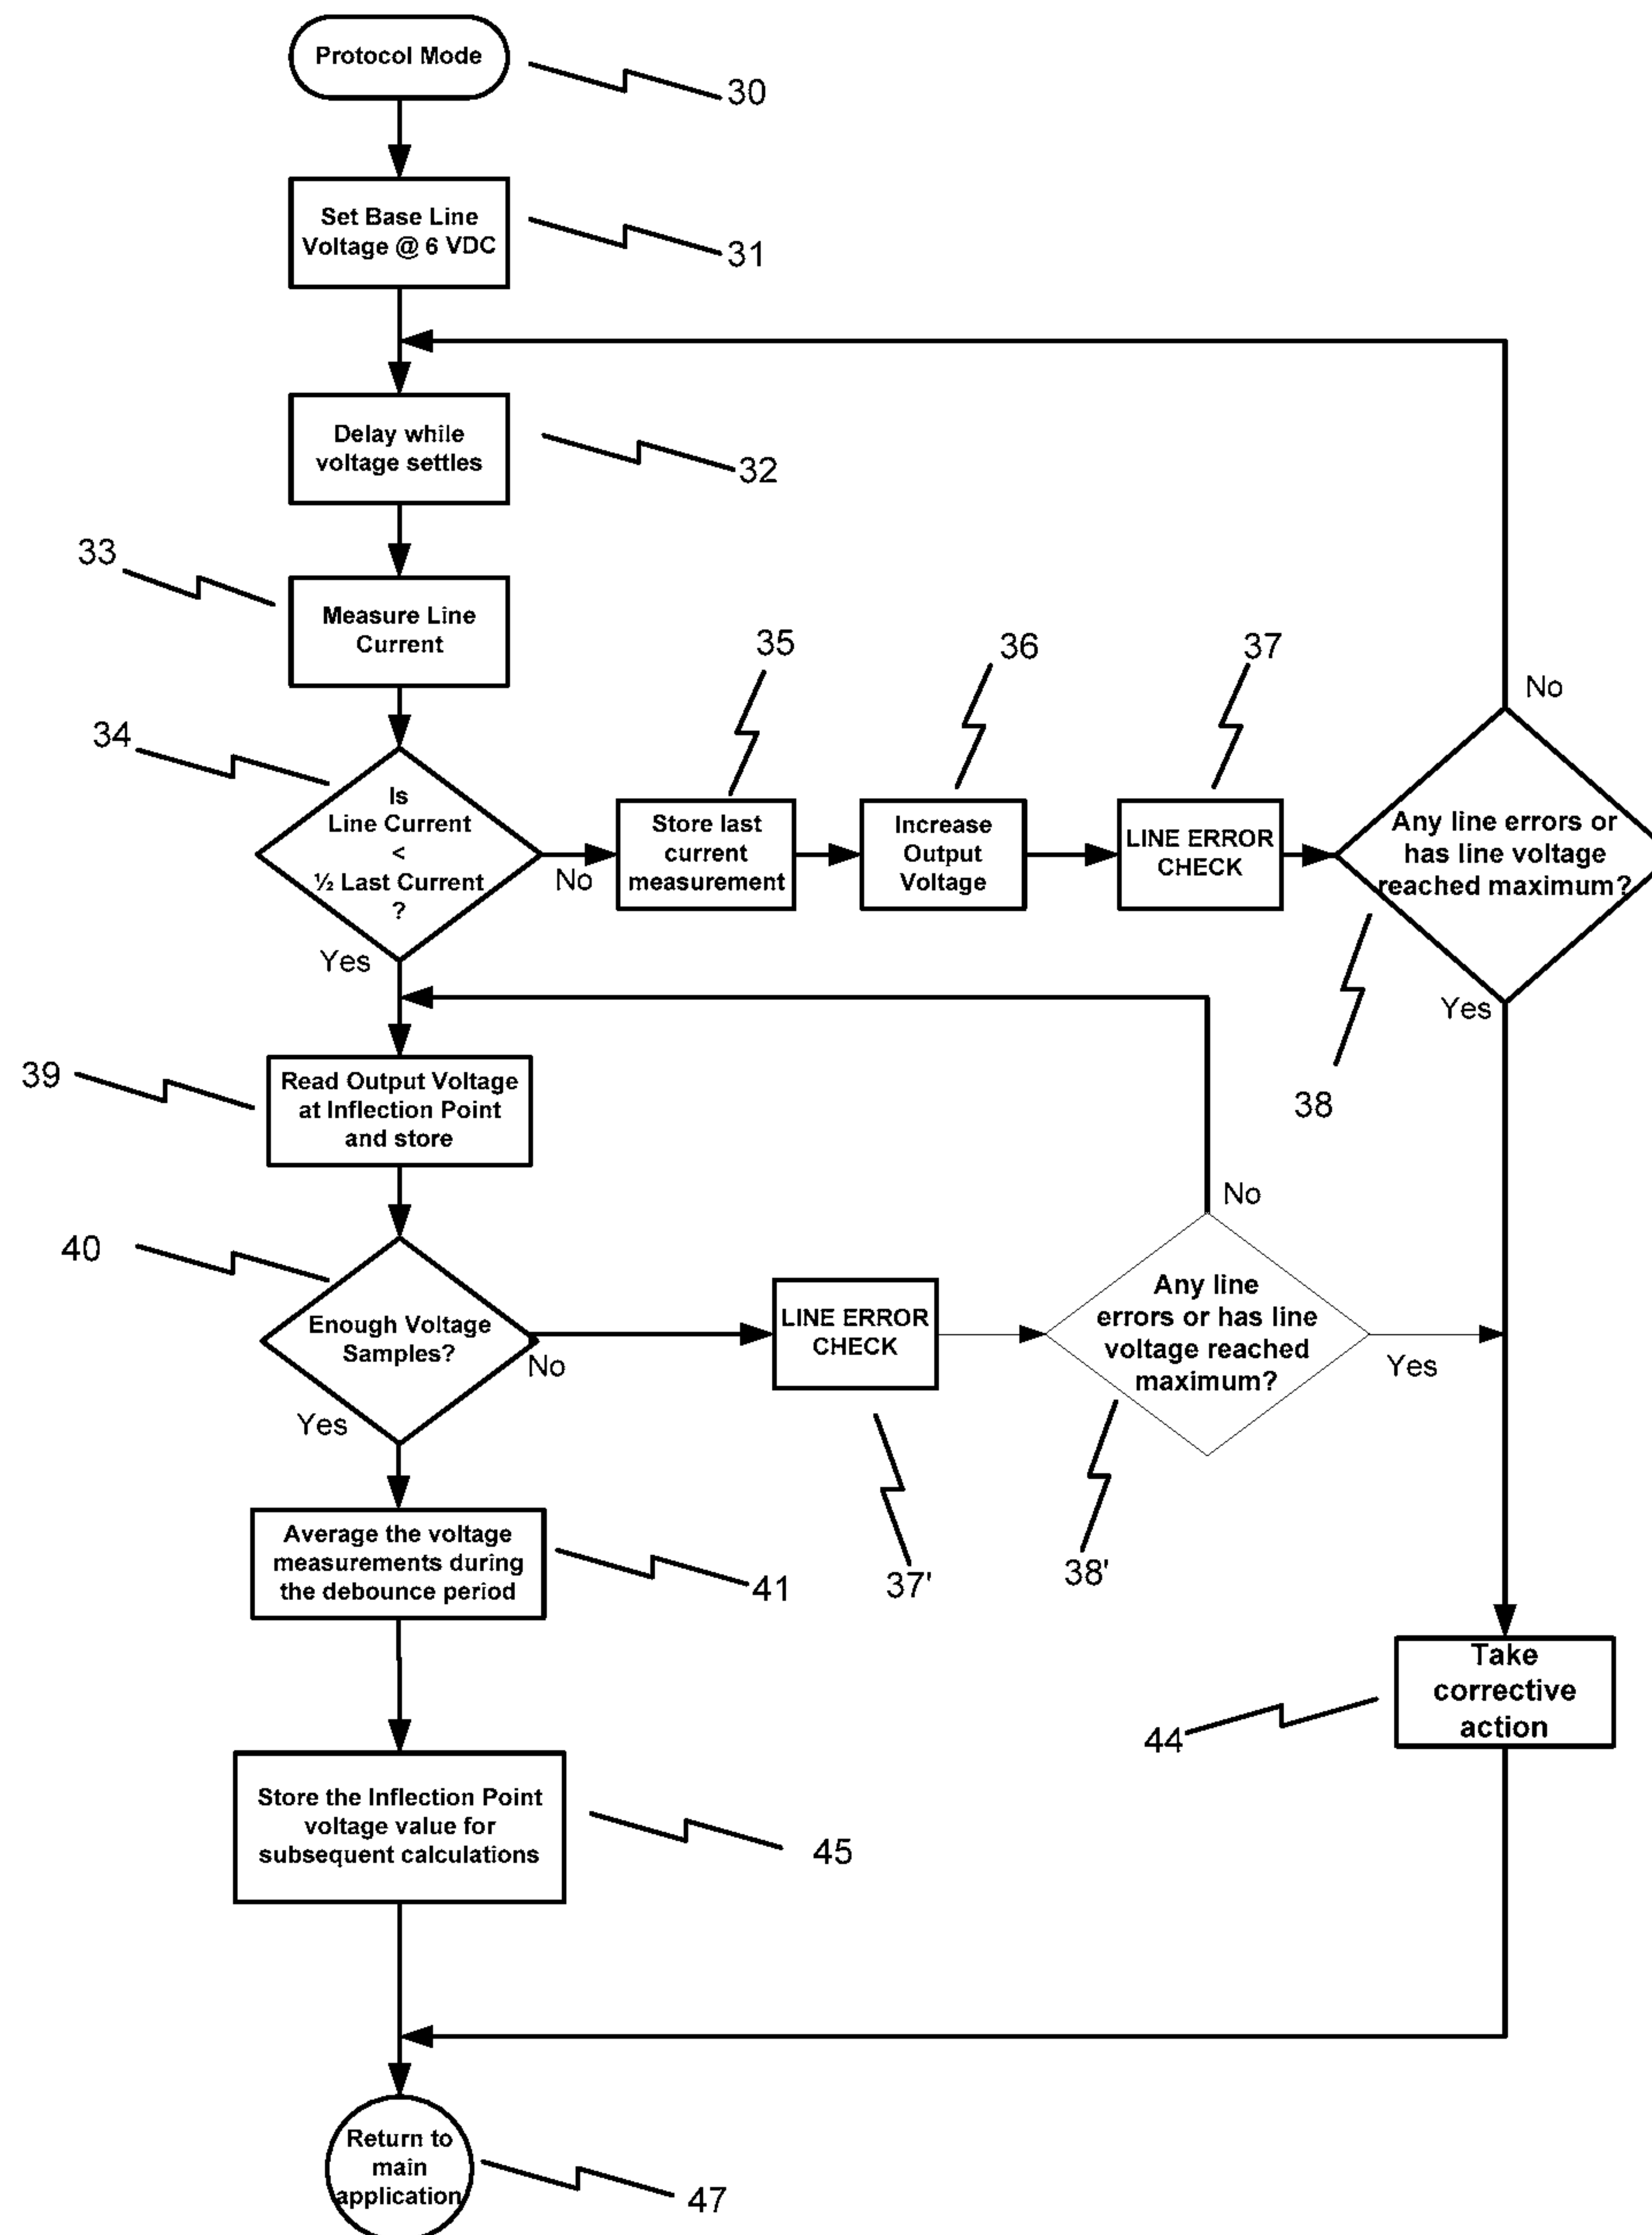 Protocol Mode
30
Set Base Line
Voltage @ 6 VDC
31
Delay while
voltage settles
32
33
Measure Line
Current
34
Is
Line Current
<
½ Last Current
?
No
Yes
35
Store last
current
measurement
36
Increase
Output
Voltage
37
LINE ERROR
CHECK
No
Any line errors or
has line voltage
reached maximum?
Yes
38
39
Read Output Voltage
at Inflection Point
and store
40
Enough Voltage
Samples?
No
Yes
LINE ERROR
CHECK
37'
No
Any line
errors or has line
voltage reached
maximum?
Yes
38'
Average the voltage
measurements during
the debounce period
41
Take
corrective
action
44
Store the Inflection Point
voltage value for
subsequent calculations
45
Return to
main
application
47